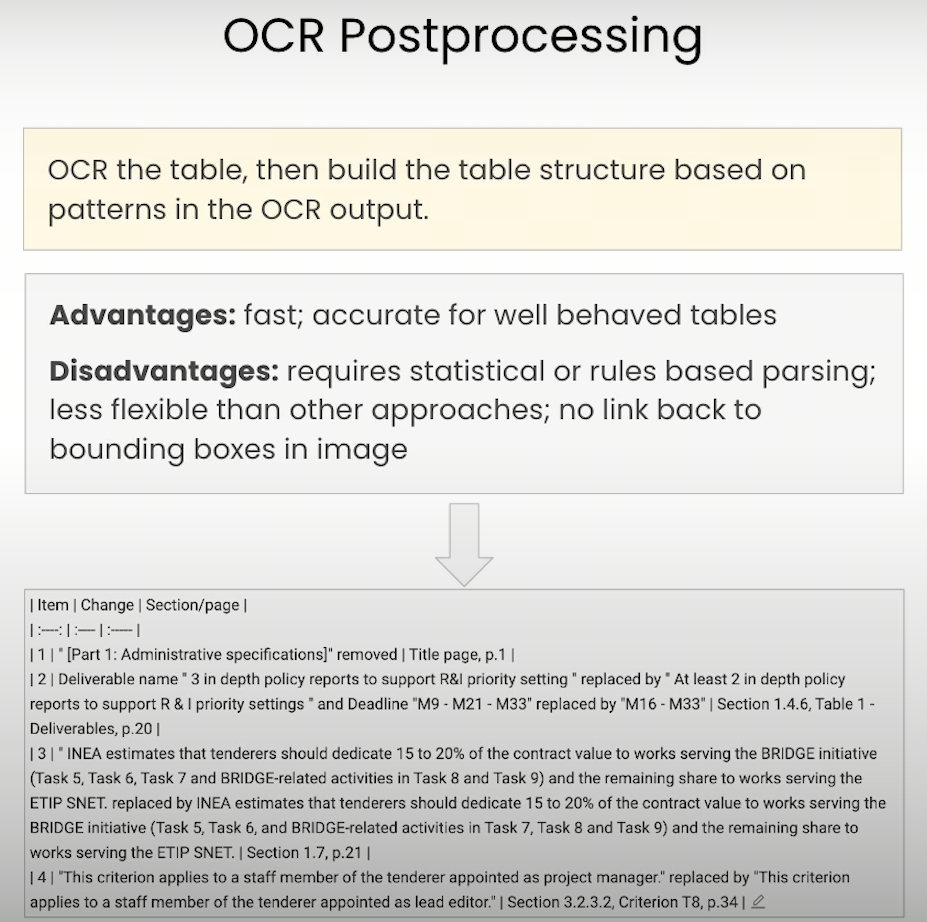 OCR Postprocessing
OCR the table, then build the table structure based on
patterns in the OCR output.
Advantages: fast; accurate for well behaved tables
Disadvantages: requires statistical or rules based parsing;
less flexible than other approaches; no link back to
bounding boxes in image
| Item | Change | Section/page |
| :----: | :---- | :----- |
| 1 | " [Part 1: Administrative specifications]" removed | Title page, p.1 |
| 2 | Deliverable name " 3 in depth policy reports to support R&I priority setting " replaced by " At least 2 in depth policy
reports to support R & I priority settings " and Deadline "M9 - M21 - M33" replaced by "M16 - M33" | Section 1.4.6, Table 1 -
Deliverables, p.20 |
| 3 | " INEA estimates that tenderers should dedicate 15 to 20% of the contract value to works serving the BRIDGE initiative
(Task 5, Task 6, Task 7 and BRIDGE-related activities in Task 8 and Task 9) and the remaining share to works serving the
ETIP SNET. replaced by INEA estimates that tenderers should dedicate 15 to 20% of the contract value to works serving the
BRIDGE initiative (Task 5, Task 6, and BRIDGE-related activities in Task 7, Task 8 and Task 9) and the remaining share to
works serving the ETIP SNET. | Section 1.7, p.21 |
| 4 | "This criterion applies to a staff member of the tenderer appointed as project manager." replaced by "This criterion
applies to a staff member of the tenderer appointed as lead editor." | Section 3.2.3.2, Criterion T8, p.34 |